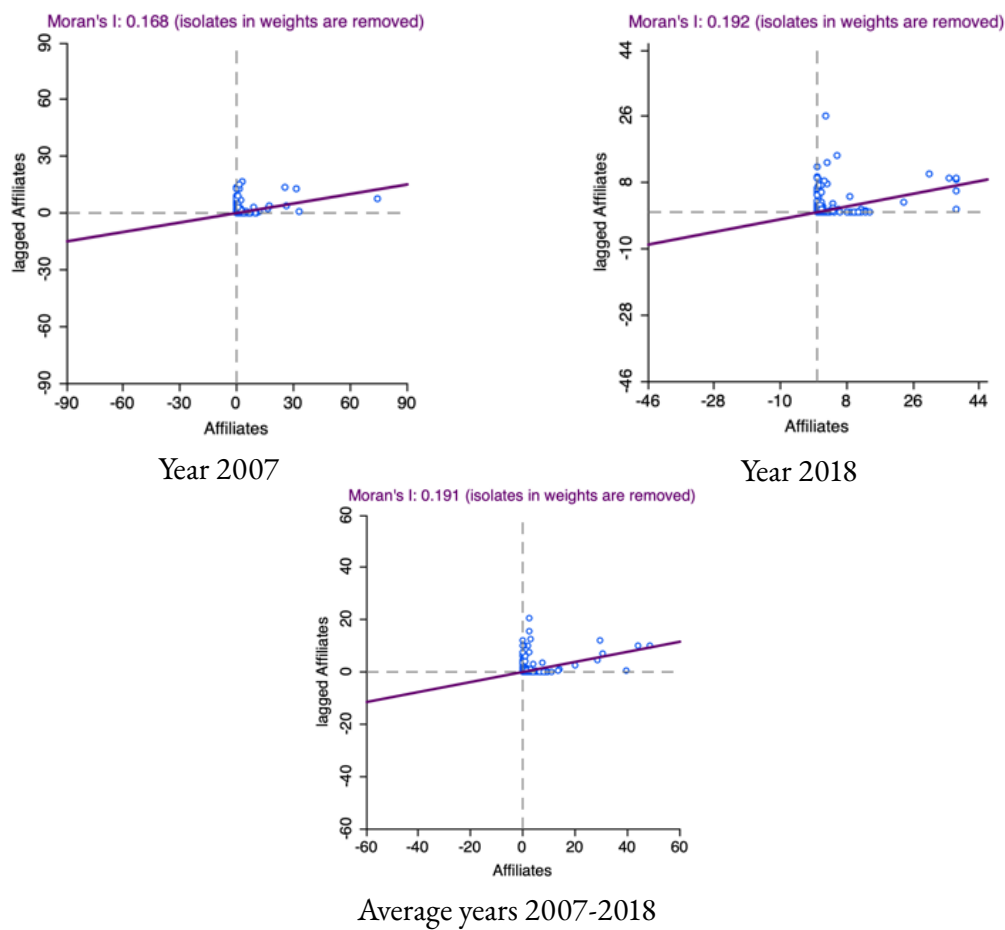 Moran's I: 0.168 (isolates in weights are removed)
90
60
30
0
-30
-60
-90
lagged Affiliates
-90 -60 -30 0 30 60 90
Affiliates
Year 2007
Moran's I: 0.192 (isolates in weights are removed)
44
26
8
-10
-28
-46
lagged Affiliates
-46 -28 -10 8 26 44
Affiliates
Year 2018
Moran's I: 0.191 (isolates in weights are removed)
60
40
20
0
-20
-40
-60
lagged Affiliates
-60 -40 -20 0 20 40 60
Affiliates
Average years 2007-2018